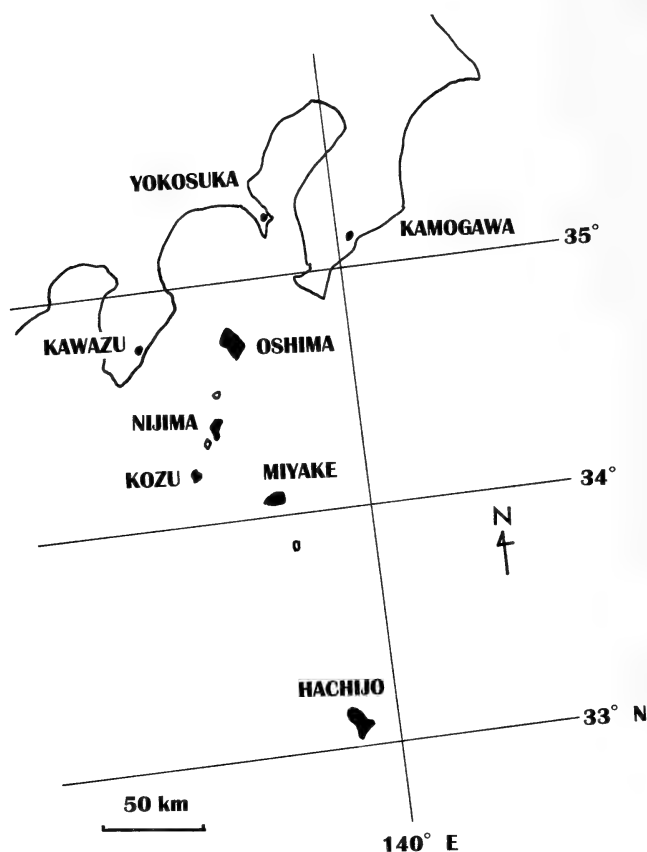 YOKOSUKA
KAMOGAWA
35°
KAWAZU
OSHIMA
NIJIMA
KOZU
MIYAKE
34°
N
HACHIJO
33° N
50 km
140° E